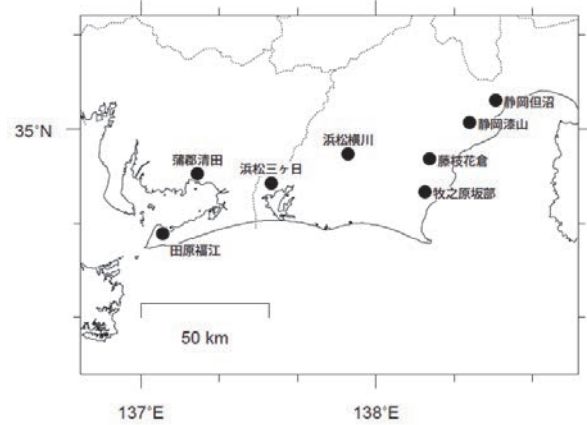 静岡但沼
35°N
静岡漆山
浜松横川
藤枝花倉
蒲郡清田
浜松三ヶ日
牧之原坂部
田原福江
50 km
137°E
138°E